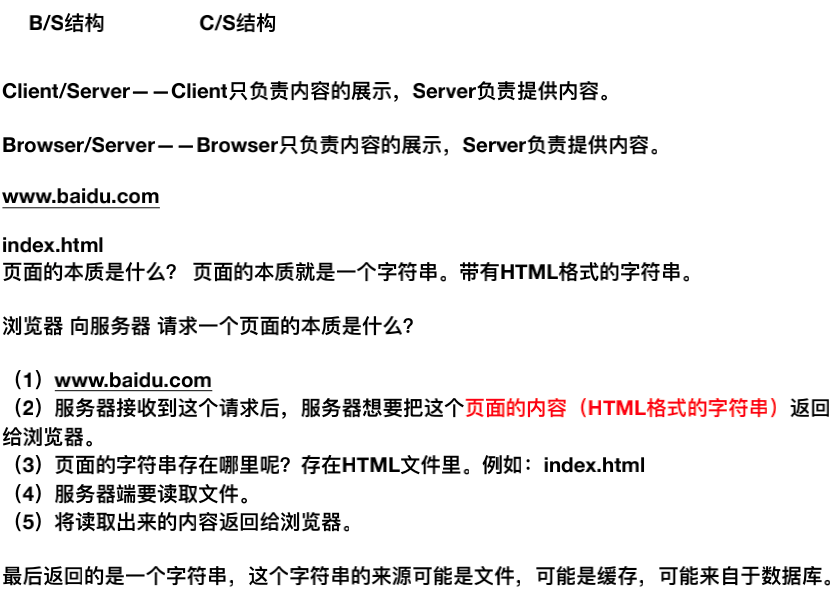 B/S结构 C/S结构
Client/Server——Client只负责内容的展示，Server负责提供内容。
Browser/Server——Browser只负责内容的展示，Server负责提供内容。
www.baidu.com
index.html
页面的本质是什么？ 页面的本质就是一个字符串。带有HTML格式的字符串。
浏览器 向服务器 请求一个页面的本质是什么？
（1）www.baidu.com
（2）服务器接收到这个请求后，服务器想要把这个页面的内容（HTML格式的字符串）返回
给浏览器。
（3）页面的字符串存在哪里呢？存在HTML文件里。例如：index.html
（4）服务器端要读取文件。
（5）将读取出来的内容返回给浏览器。
最后返回的是一个字符串，这个字符串的来源可能是文件，可能是缓存，可能来自于数据库。